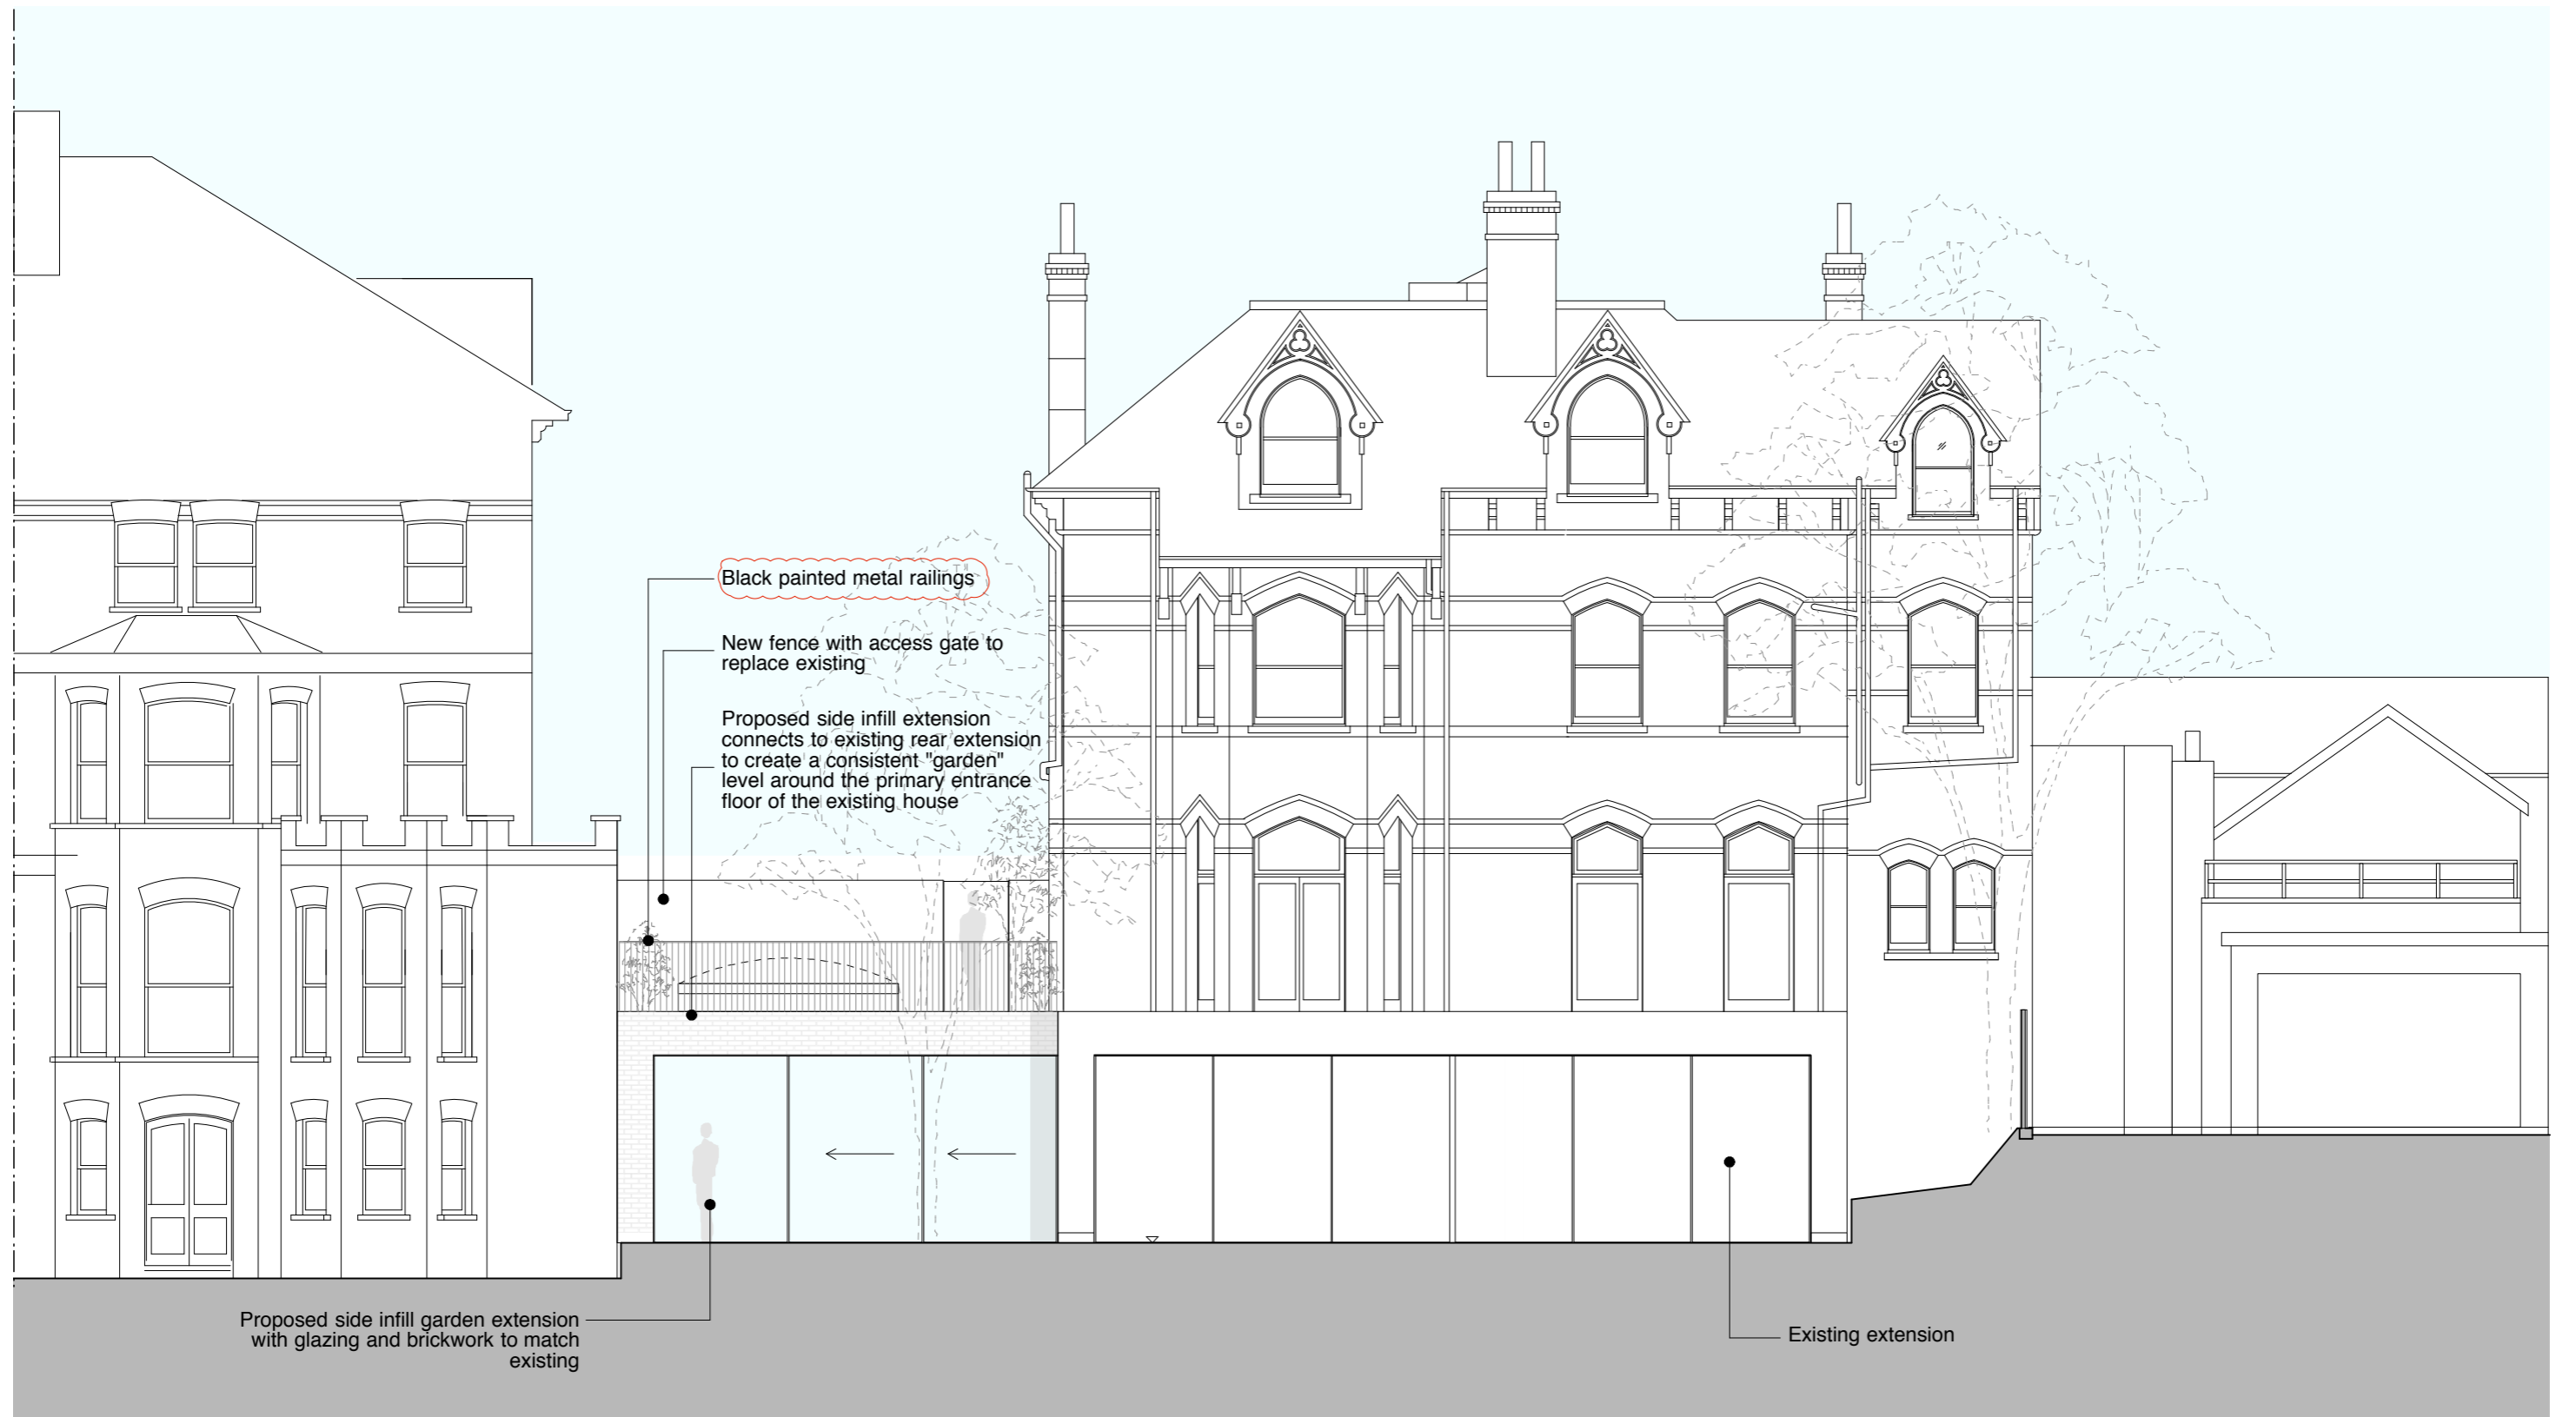 Black painted metal railings
New fence with access gate to
replace existing
Proposed side infill extension
connects to existing rear extension
to create a consistent "garden"
level around the primary entrance
floor of the existing house
Proposed side infill garden extension
with glazing and brickwork to match
existing
Existing extension